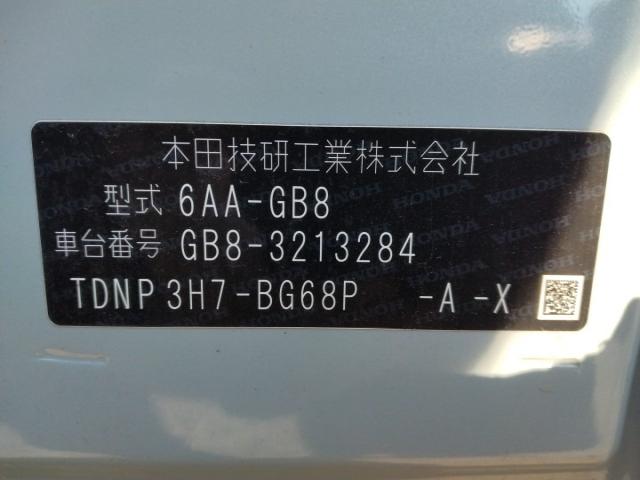 本田技研工業株式会社
型式 6AA-GB8
車台番号 GB8-3213284
TDNP 3H7-BG68P -A -X